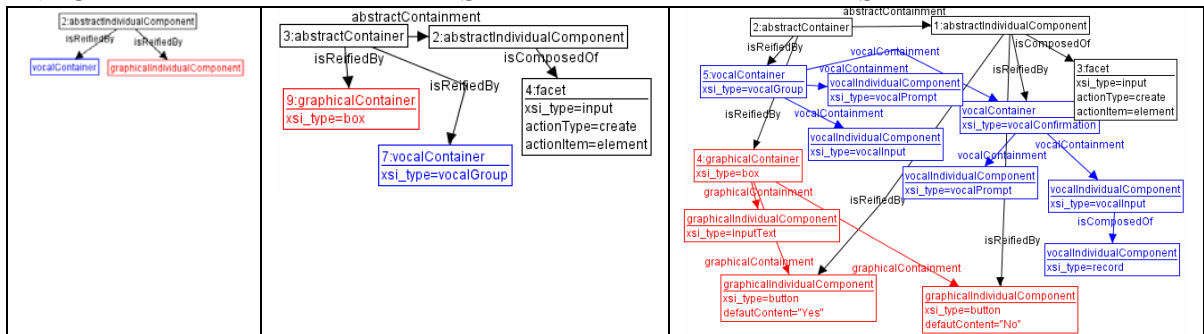 2:abstractIndividualComponent
isReifiedBy
isReifiedBy
vocalContainer
graphicalIndividualComponent
abstractContainment
3:abstractContainer
2:abstractIndividualComponent
isReifiedBy
isComposedOf
isReifiedBy
4:facet
xsi_type=input
actionType=create
actionItem=element
9:graphicalContainer
xsi_type=box
7:vocalContainer
xsi_type=vocalGroup
abstractContainment
2:abstractContainer
1:abstractIndividualComponent
isReifiedBy
isComposedOf
vocalContainment
vocalContainment
isReifiedBy
3:facet
xsi_type=input
actionType=create
actionItem=element
5:vocalContainer
xsi_type=vocalGroup
vocalIndividualComponent
xsi_type=vocalPrompt
isReifiedBy
vocalContainment
vocalContainer
xsi_type=vocalConfirmation
vocalIndividualComponent
xsi_type=vocalInput
vocalContainment
4:graphicalContainer
xsi_type=box
vocalContainment
vocalIndividualComponent
xsi_type=vocalPrompt
graphicalContainment
vocalIndividualComponent
xsi_type=vocalInput
isReifiedBy
graphicalIndividualComponent
xsi_type=inputText
isComposedOf
isReifiedBy
vocalIndividualComponent
xsi_type=record
graphicalContainment
graphicalContainment
graphicalIndividualComponent
xsi_type=button
defautContent="Yes"
graphicalIndividualComponent
xsi_type=button
defautContent="No"